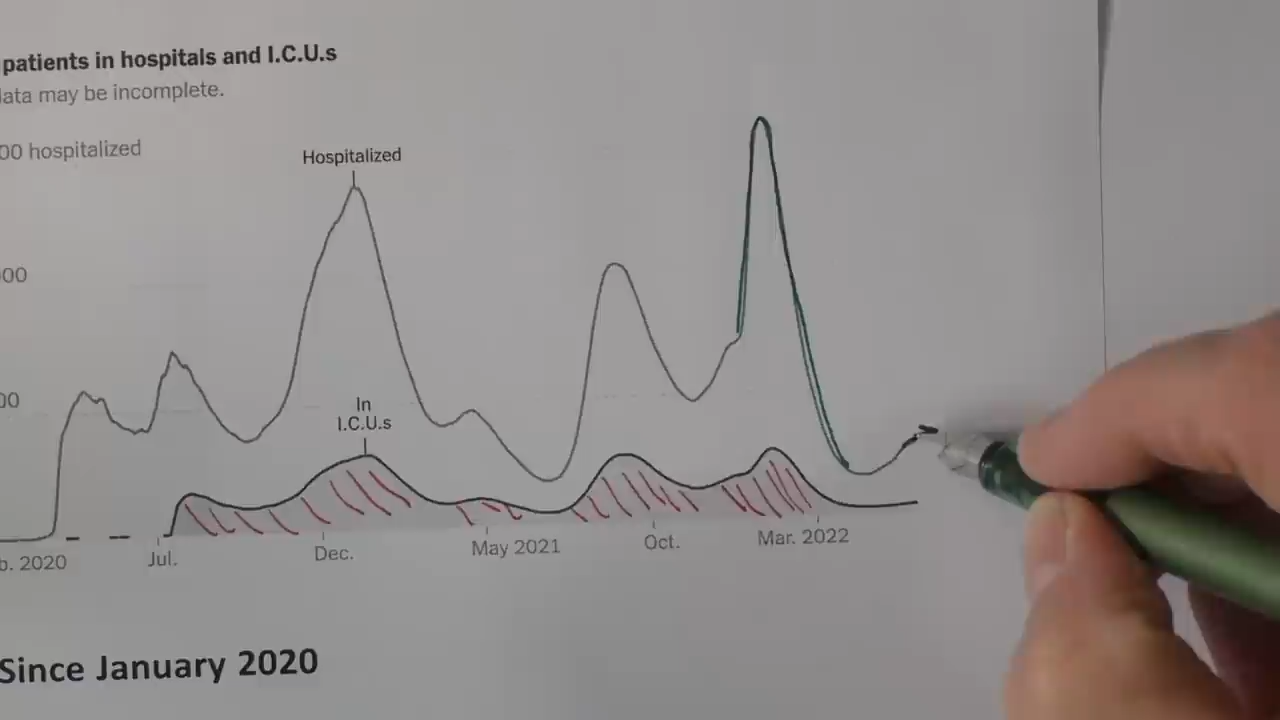 patients in hospitals and I.C.U.s
data may be incomplete.
00 hospitalized
Hospitalized
00
00
In
I.C.U.s
b. 2020
Jul.
Dec.
May 2021
Oct.
Mar. 2022
Since January 2020